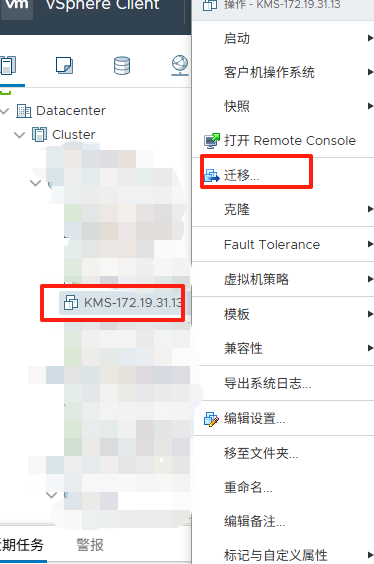 vm vSphere Client
Datacenter
Cluster
KMS-172.19.31.13
近期任务
警报
操作 - KMS-172.19.31.13
启动
客户机操作系统
快照
打开 Remote Console
迁移...
克隆
Fault Tolerance
虚拟机策略
模板
兼容性
导出系统日志...
编辑设置...
移至文件夹...
重命名...
编辑备注...
标记与自定义属性